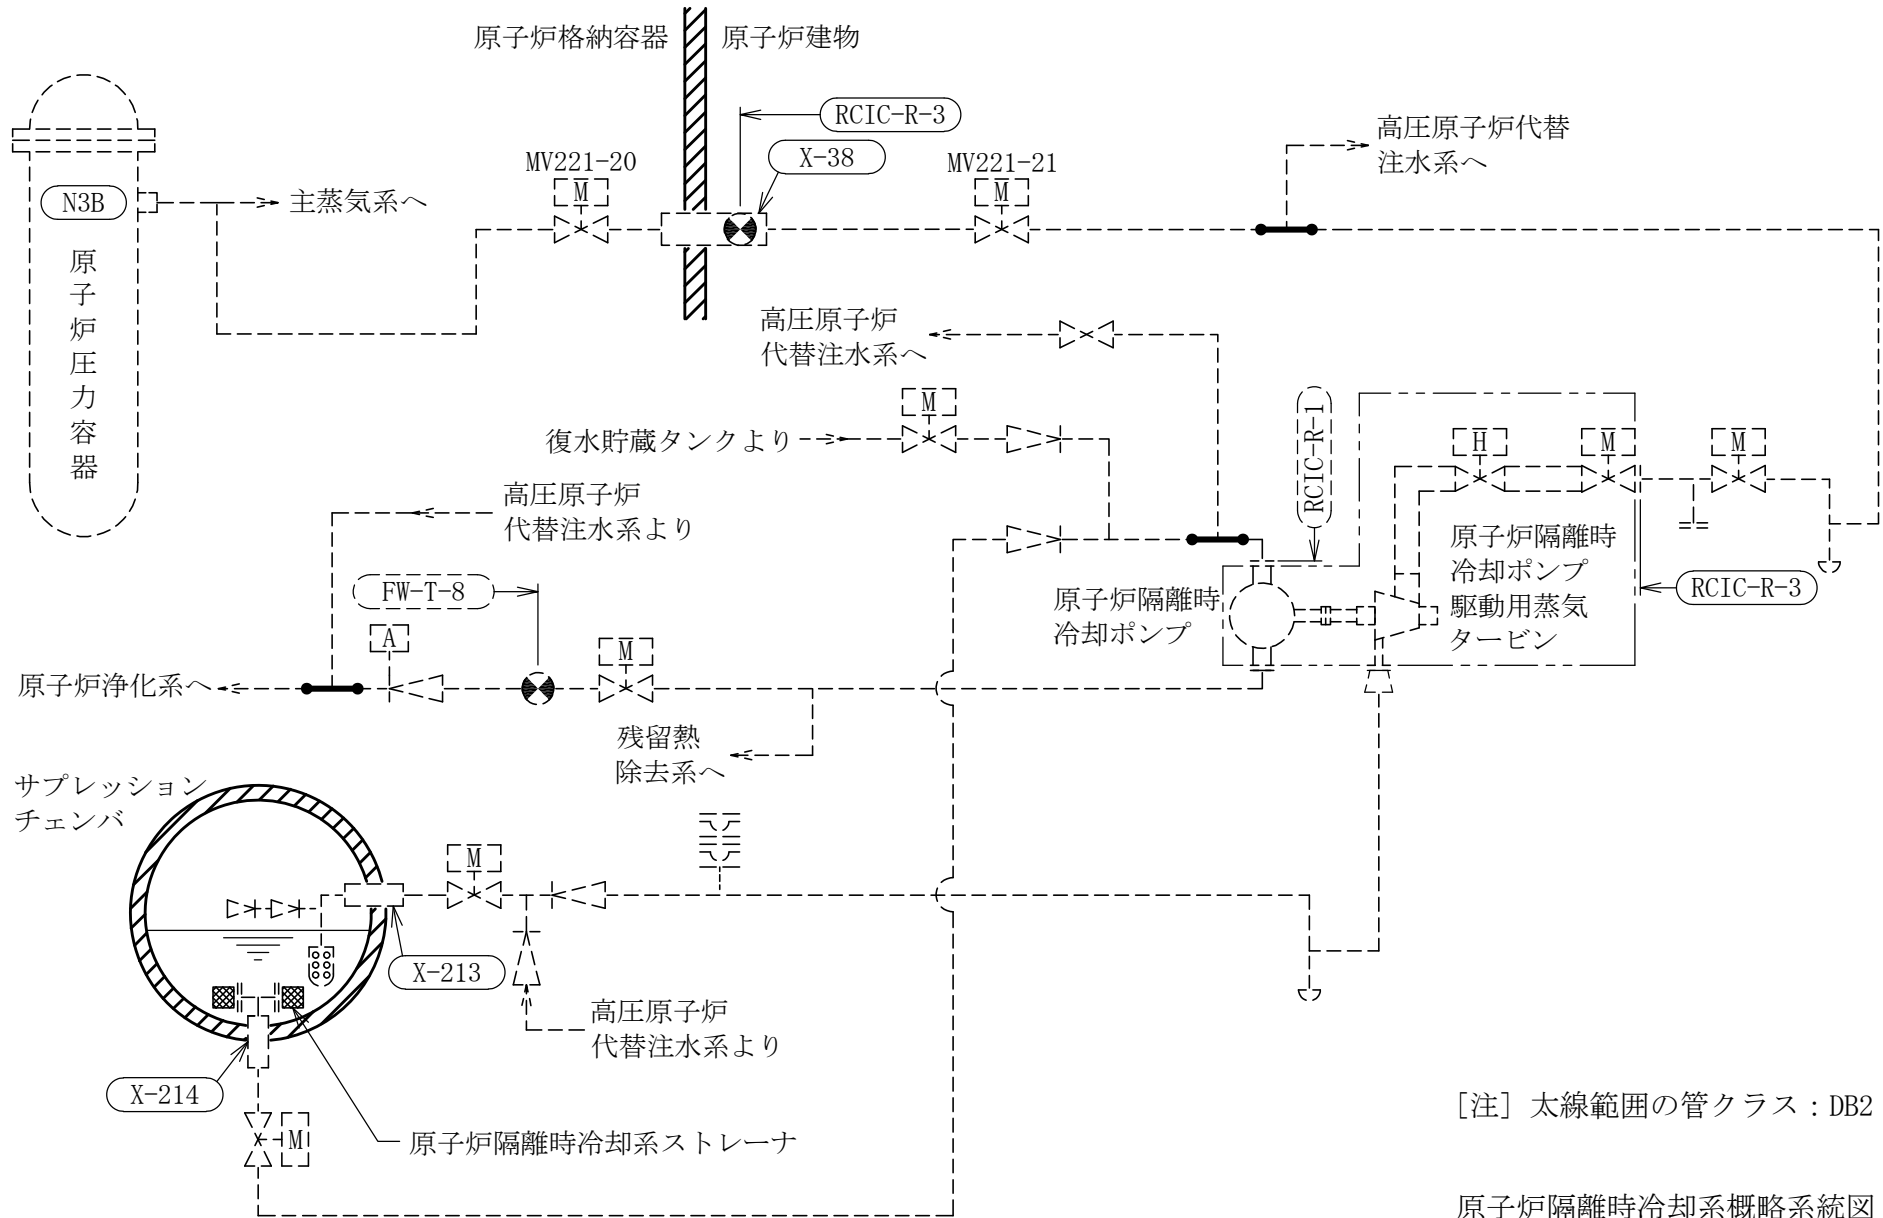 原子炉格納容器
原子炉建物
RCIC-R-3
X-38
高圧原子炉代替
注水系へ
MV221-20
M
MV221-21
M
N3B
主蒸気系へ
原子炉圧力容器
高圧原子炉
代替注水系へ
M
復水貯蔵タンクより
RCIC-R-1
H
M
M
高圧原子炉
代替注水系より
原子炉隔離時
冷却ポンプ
駆動用蒸気
タービン
RCIC-R-3
FW-T-8
原子炉隔離時
冷却ポンプ
A
M
原子炉浄化系へ
残留熱
除去系へ
サプレッション
チェンバ
M
X-213
高圧原子炉
代替注水系より
X-214
M
原子炉隔離時冷却系ストレーナ
[注] 太線範囲の管クラス:DB2
原子炉隔離時冷却系概略系統図